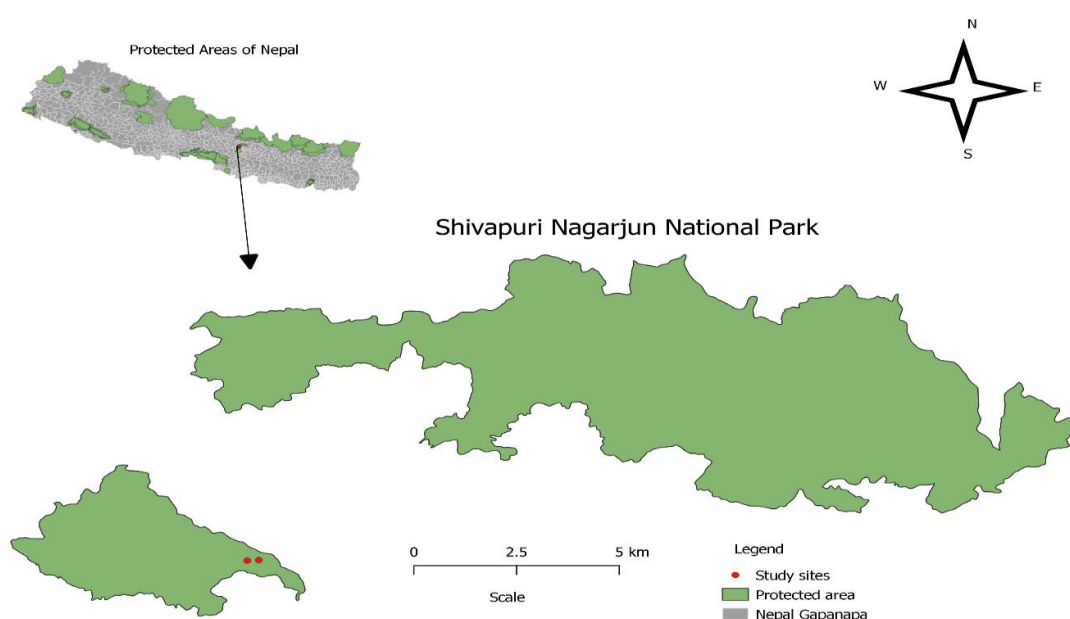 Protected Areas of Nepal
N
W
E
S
Shivapuri Nagarjun National Park
0 2.5 5 km
Scale
Legend
Study sites
Protected area
Nepal Gapanapa